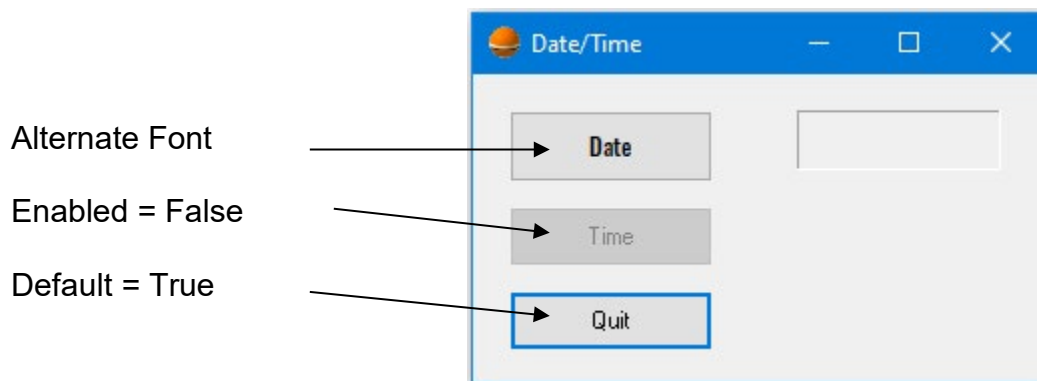 Date/Time
Alternate Font
Date
Enabled = False
Time
Default = True
Quit